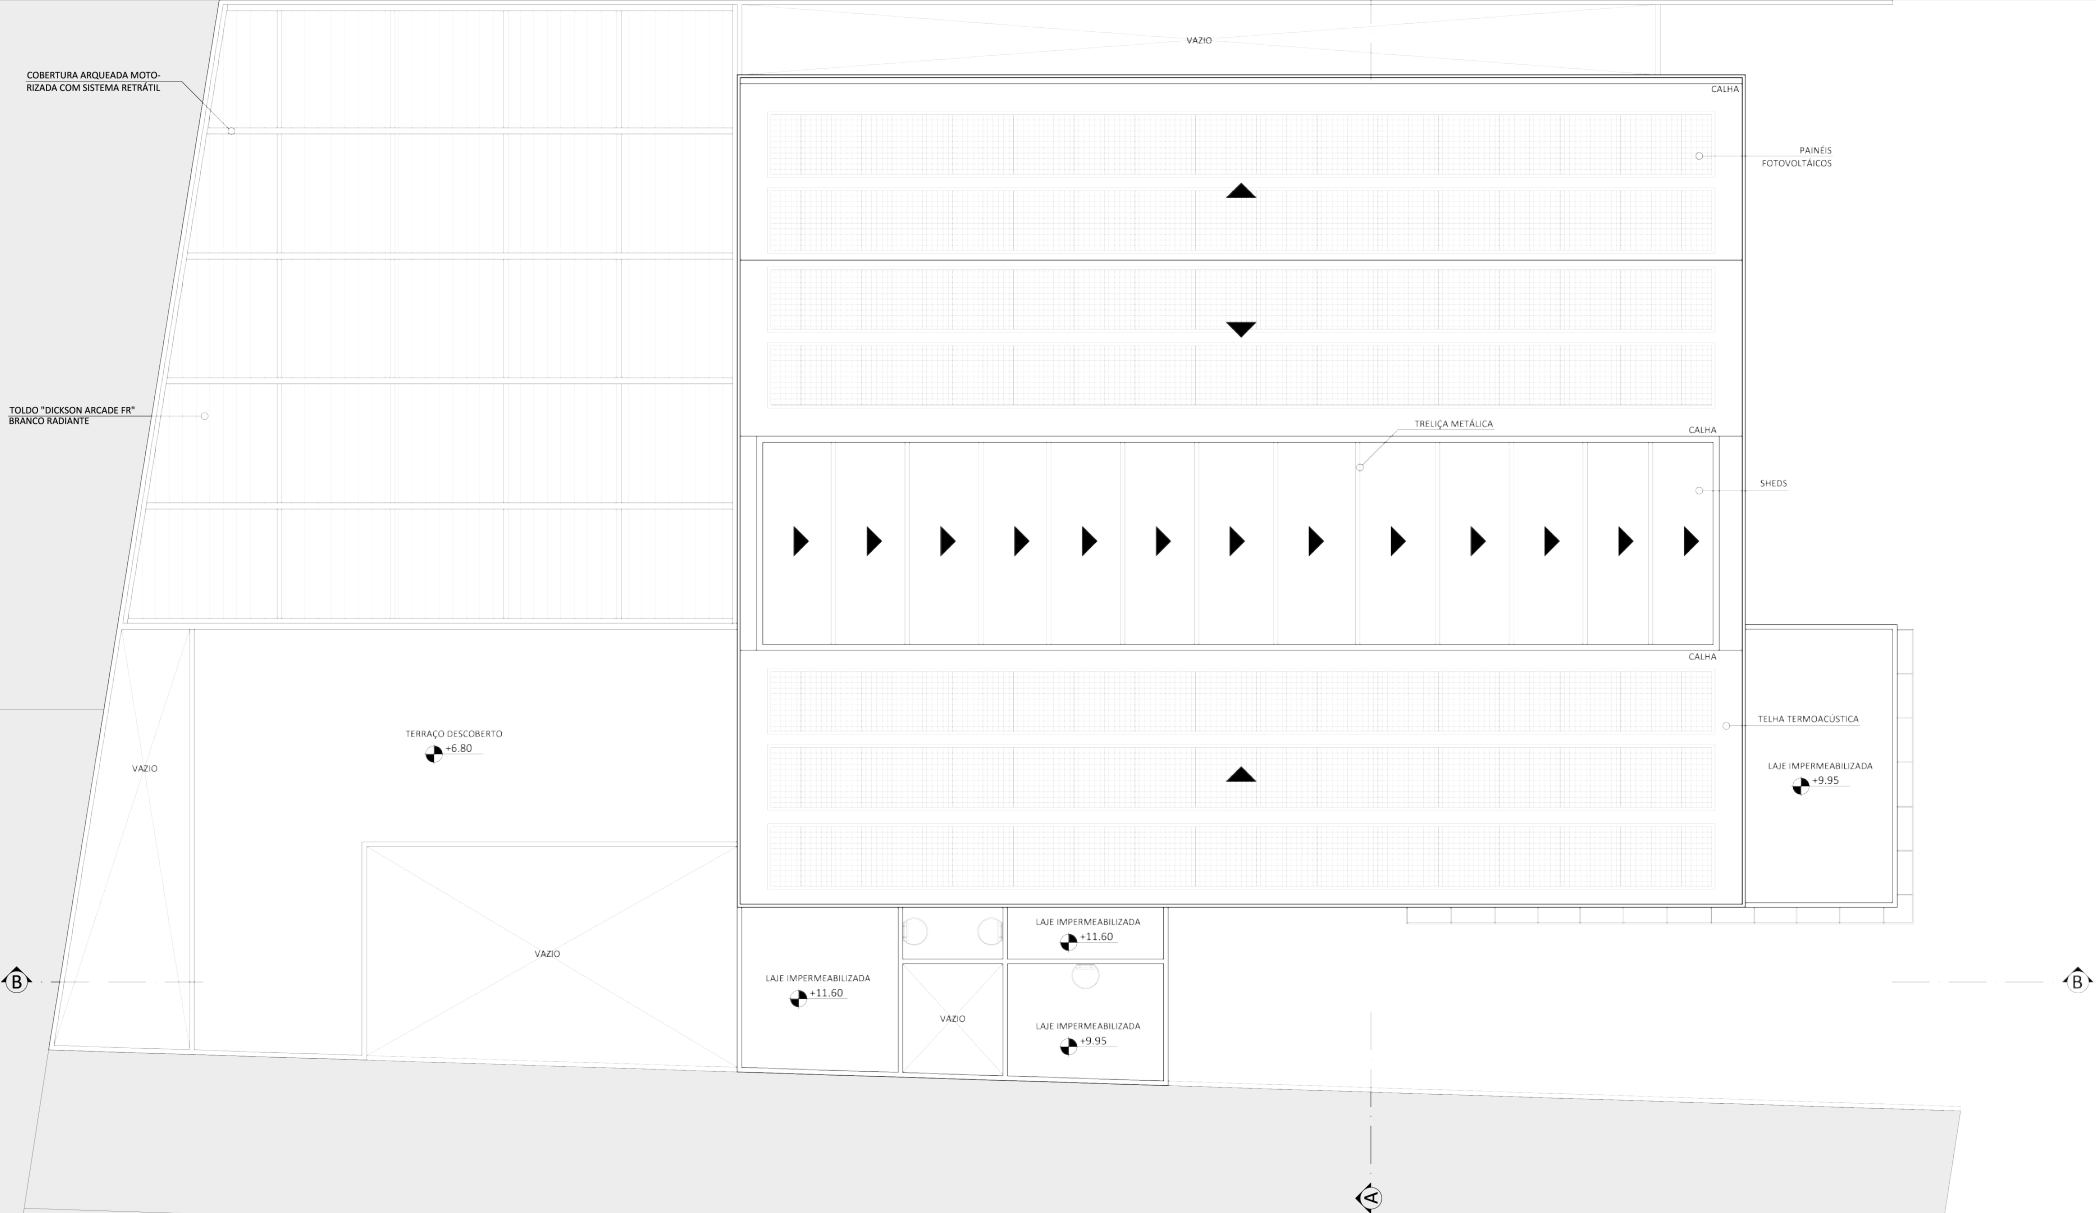 VAZIO
COBERTURA ARQUEADA MOTO-
RIZADA COM SISTEMA RETRÁTIL
CALHA
PAINÉIS
FOTOVOLTÁICOS
TOLDO "DICKSON ARCADE FR"
BRANCO RADIANTE
TRELIÇA METÁLICA
CALHA
SHEDS
CALHA
TELHA TERMOACÚSTICA
TERRAÇO DESCOBERTO
+6.80
VAZIO
LAJE IMPERMEABILIZADA
+9.95
LAJE IMPERMEABILIZADA
+11.60
VAZIO
LAJE IMPERMEABILIZADA
+11.60
VAZIO
LAJE IMPERMEABILIZADA
+9.95
B
B
A